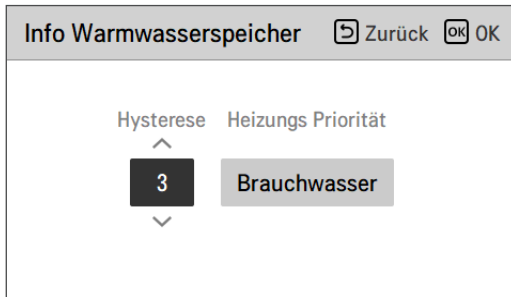 Info Warmwasserspeicher Zurück OK OK
Hysterese Heizungs Priorität
3 Brauchwasser